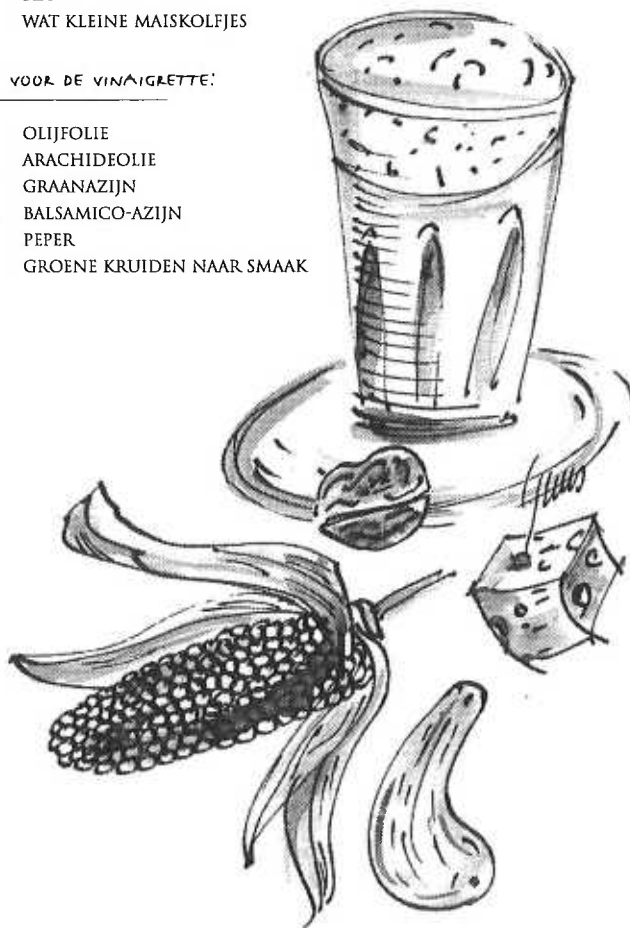 WAT KLEINE MAISKOLFJES
VOOR DE VINAIGRETTE:
OLIJFOLIE
ARACHIDEOLIE
GRAANAZIJN
BALSAMICO-AZIJN
PEPER
GROENE KRUIDEN NAAR SMAAK